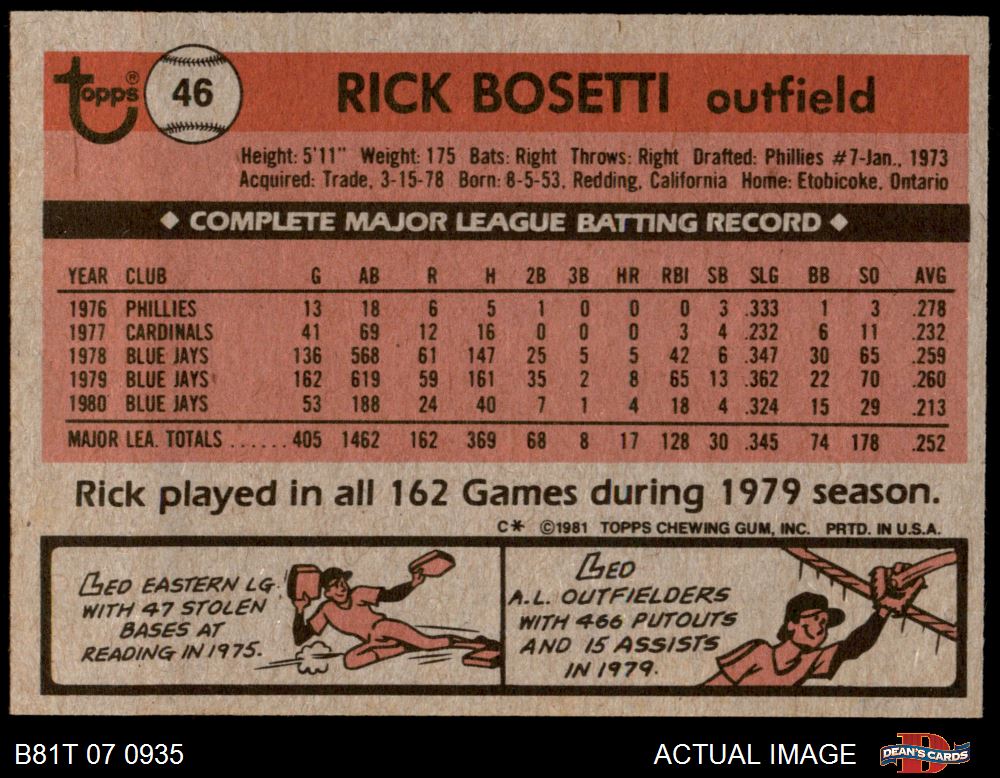 topps® 46 RICK BOSETTI outfield
Height: 5'11" Weight: 175 Bats: Right Throws: Right Drafted: Phillies #7-Jan., 1973
Acquired: Trade, 3-15-78 Born: 8-5-53, Redding, California Home: Etobicoke, Ontario
◆ COMPLETE MAJOR LEAGUE BATTING RECORD ◆
YEAR CLUB G AB R H 2B 3B HR RBI SB SLG BB SO AVG
1976 PHILLIES 13 18 6 5 1 0 0 0 3 .333 1 3 .278
1977 CARDINALS 41 69 12 16 0 0 0 3 4 .232 6 11 .232
1978 BLUE JAYS 136 568 61 147 25 5 5 42 6 .347 30 65 .259
1979 BLUE JAYS 162 619 59 161 35 2 8 65 13 .362 22 70 .260
1980 BLUE JAYS 53 188 24 40 7 1 4 18 4 .324 15 29 .213
MAJOR LEA. TOTALS ...... 405 1462 162 369 68 8 17 128 30 .345 74 178 .252
Rick played in all 162 Games during 1979 season.
C* ©1981 TOPPS CHEWING GUM, INC. PRTD. IN U.S.A.
LED EASTERN LG.
WITH 47 STOLEN
BASES AT
READING IN 1975.
LED
A.L. OUTFIELDERS
WITH 466 PUTOUTS
AND 15 ASSISTS
IN 1979.
B81T 07 0935 ACTUAL IMAGE DEAN'S CARDS